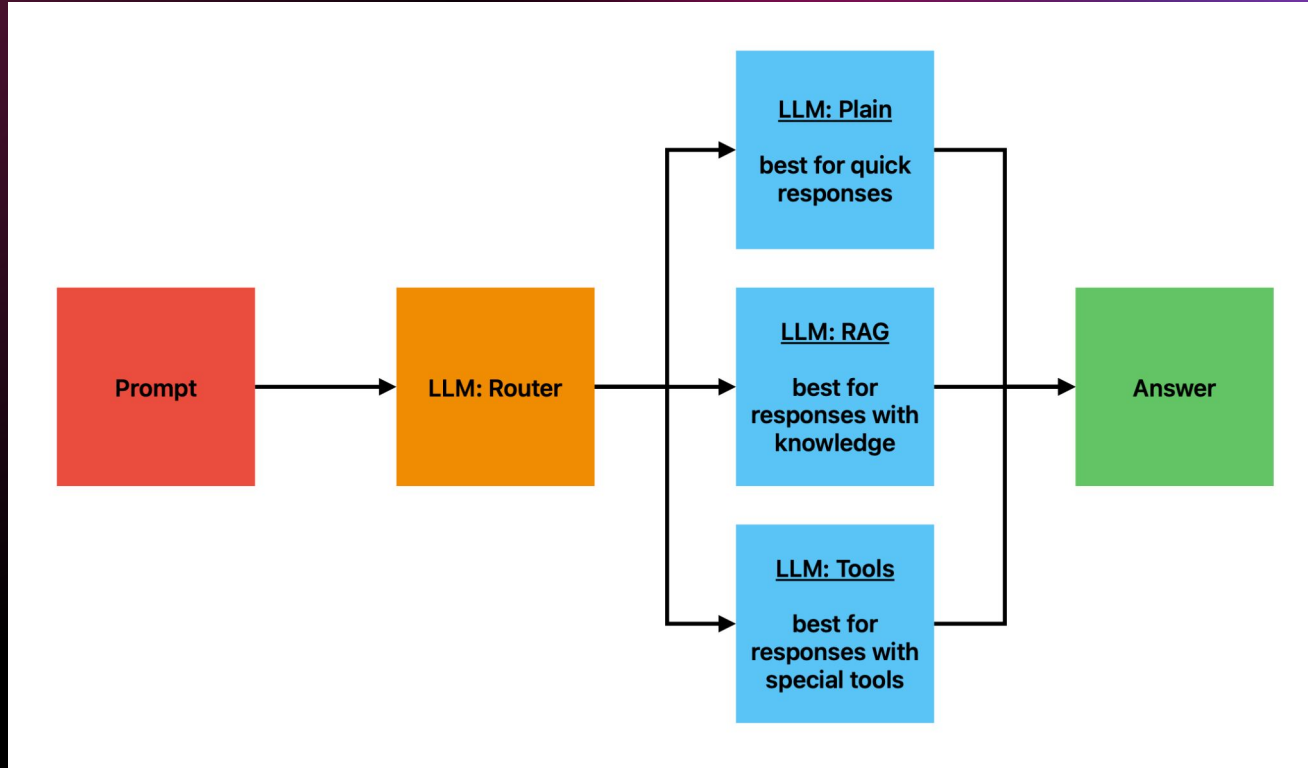 Prompt
LLM: Router
LLM: Plain
best for quick
responses
LLM: RAG
best for
responses with
knowledge
LLM: Tools
best for
responses with
special tools
Answer